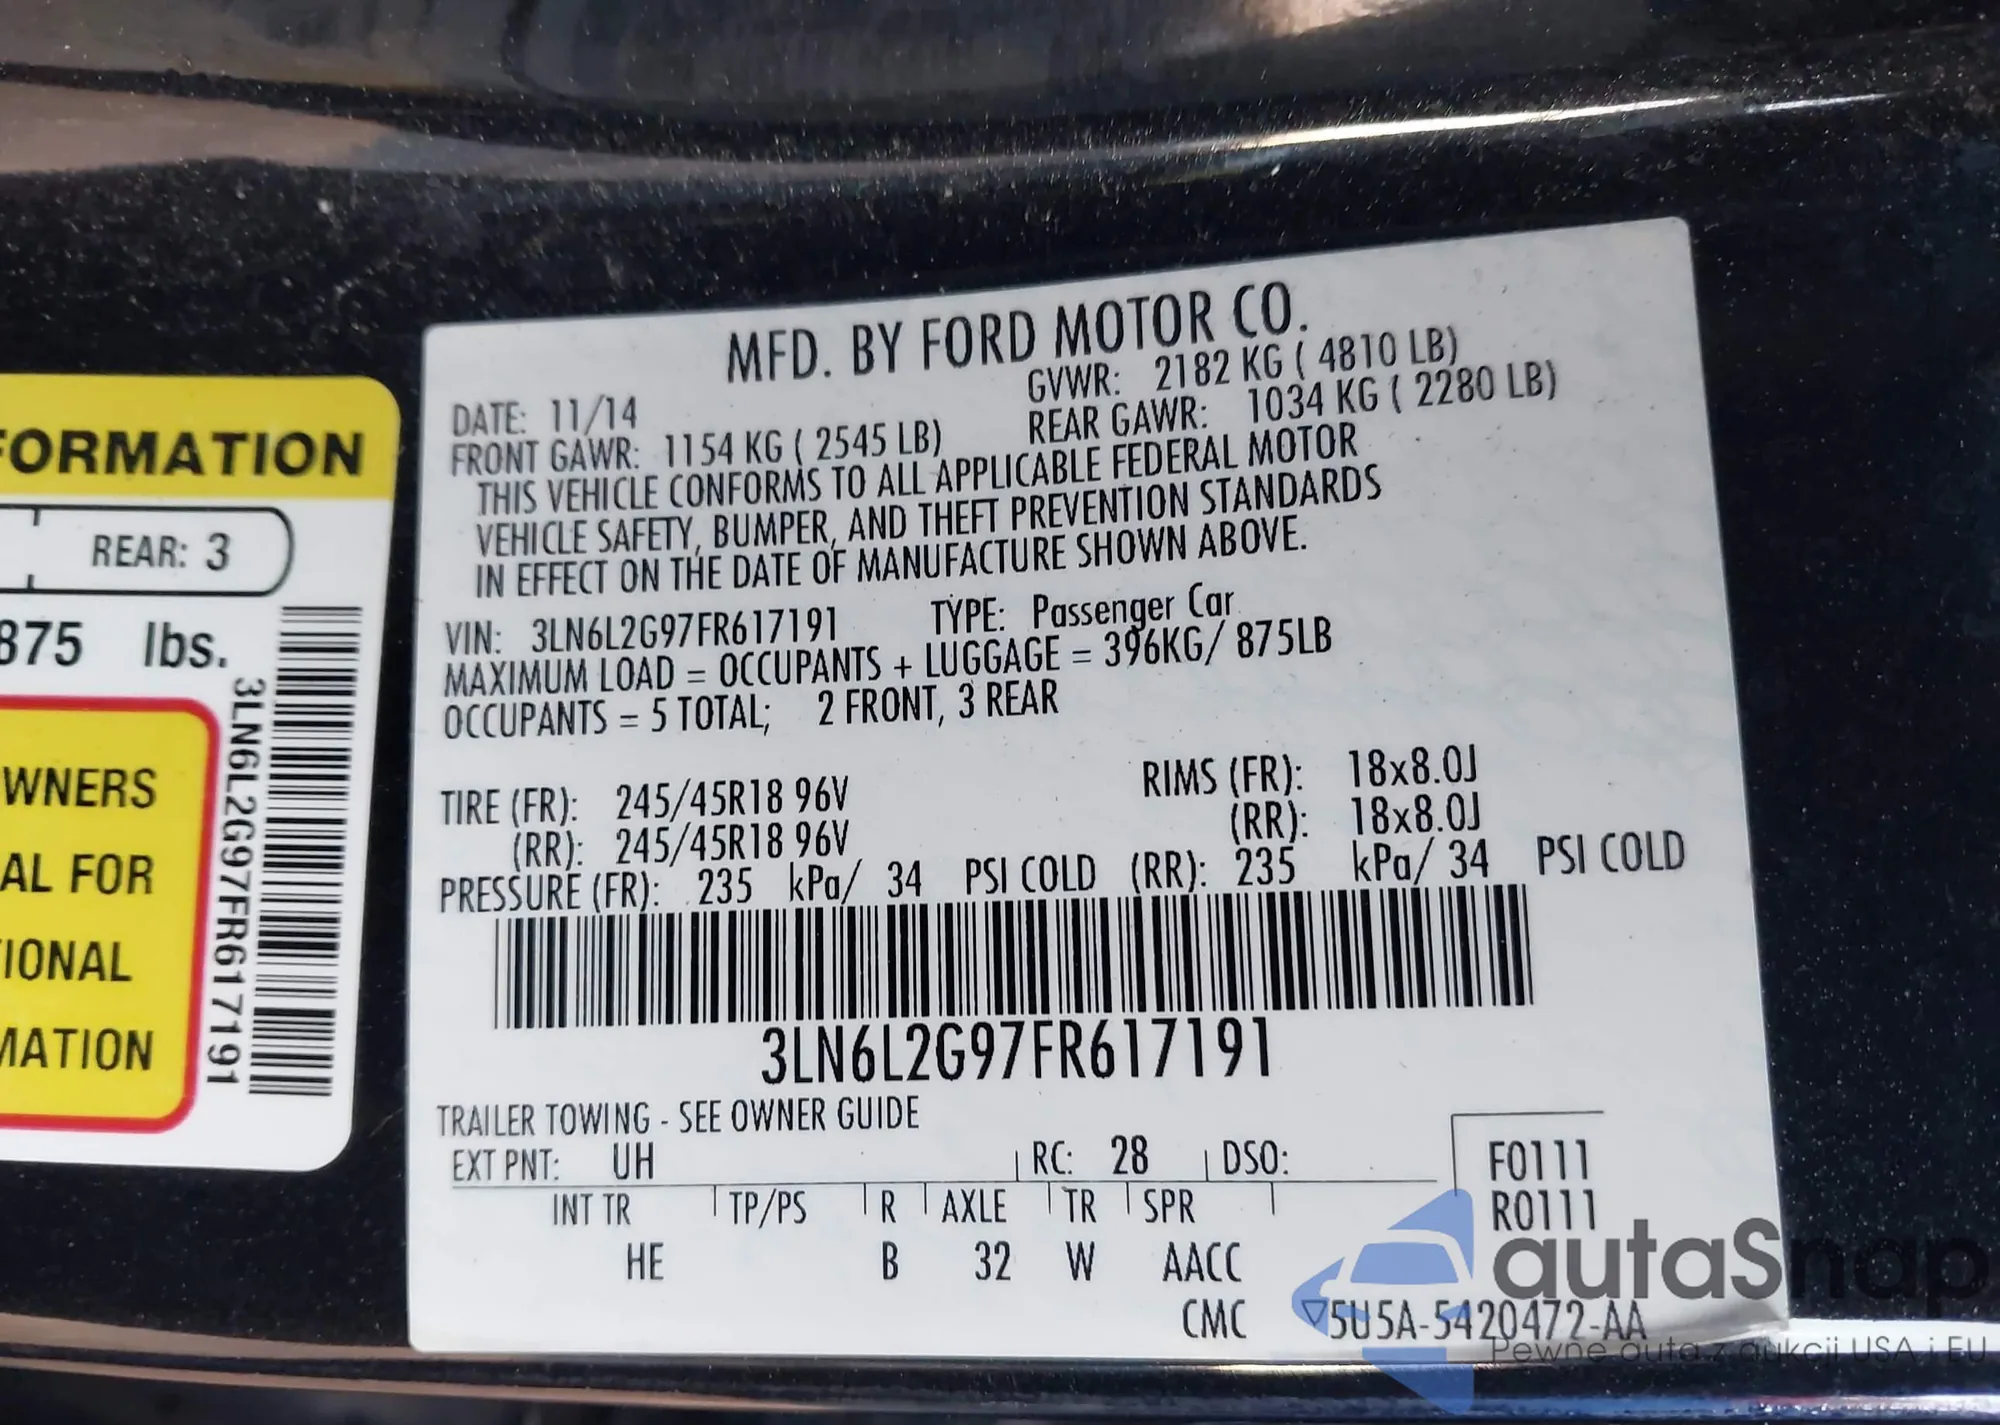 FORMATION
REAR: 3
875 lbs.
WNERS
AL FOR
IONAL
MATION
3LN6L2G97FR617191
MFD. BY FORD MOTOR CO.
DATE: 11/14 GVWR: 2182 KG ( 4810 LB)
FRONT GAWR: 1154 KG ( 2545 LB) REAR GAWR: 1034 KG ( 2280 LB)
THIS VEHICLE CONFORMS TO ALL APPLICABLE FEDERAL MOTOR
VEHICLE SAFETY, BUMPER, AND THEFT PREVENTION STANDARDS
IN EFFECT ON THE DATE OF MANUFACTURE SHOWN ABOVE.
VIN: 3LN6L2G97FR617191 TYPE: Passenger Car
MAXIMUM LOAD = OCCUPANTS + LUGGAGE = 396KG/ 875LB
OCCUPANTS = 5 TOTAL; 2 FRONT, 3 REAR
TIRE (FR): 245/45R18 96V RIMS (FR): 18x8.0J
(RR): 245/45R18 96V (RR): 18x8.0J
PRESSURE (FR): 235 kPa/ 34 PSI COLD (RR): 235 kPa/ 34 PSI COLD
3LN6L2G97FR617191
TRAILER TOWING - SEE OWNER GUIDE
EXT PNT: UH RC: 28 DSO: F0111
R0111
INT TR TP/PS R AXLE TR SPR
HE B 32 W AACC
CMC ▽5U5A-5420472-AA
autaSnap
Pewne auta z aukcji USA i EU